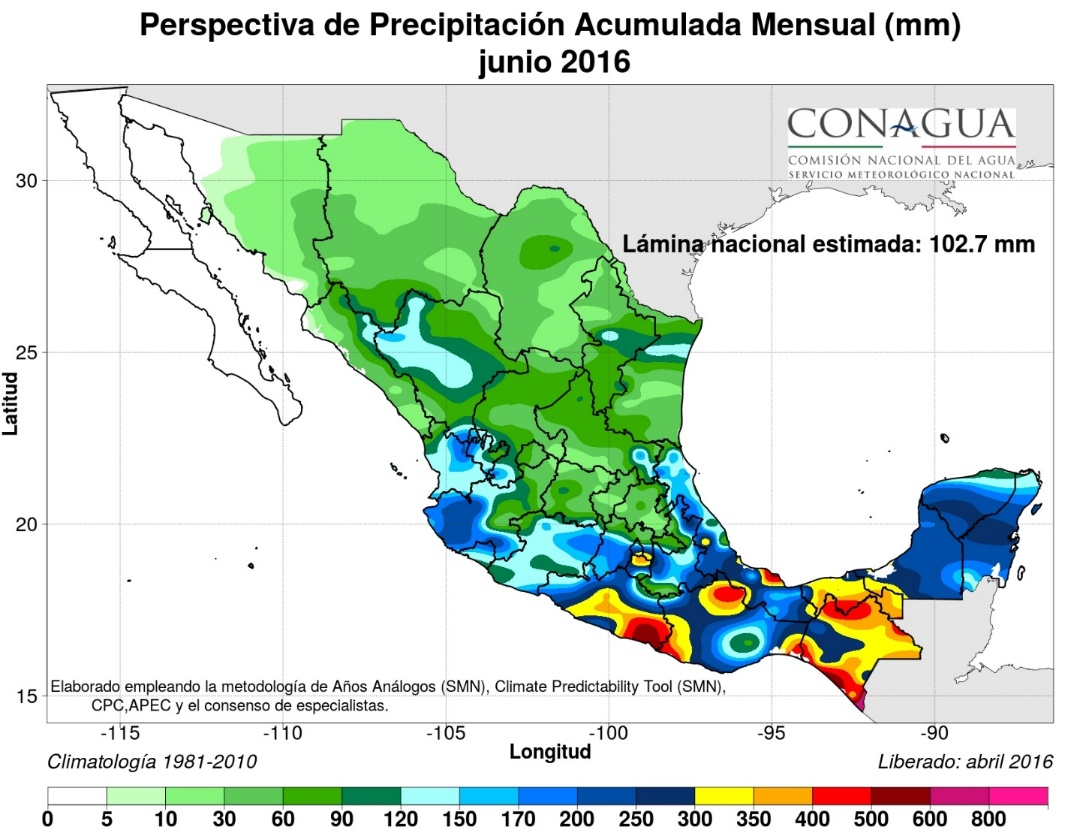 Perspectiva de Precipitación Acumulada Mensual (mm)
junio 2016
CONAGUA
COMISIÓN NACIONAL DEL AGUA
SERVICIO METEOROLÓGICO NACIONAL
Lámina nacional estimada: 102.7 mm
30
25
20
15
Latitud
Elaborado empleando la metodología de Años Análogos (SMN), Climate Predictability Tool (SMN),
CPC,APEC y el consenso de especialistas.
-115 -110 -105 -100 -95 -90
Longitud
Climatología 1981-2010
Liberado: abril 2016
0 5 10 30 60 90 120 150 170 200 250 300 350 400 500 600 800